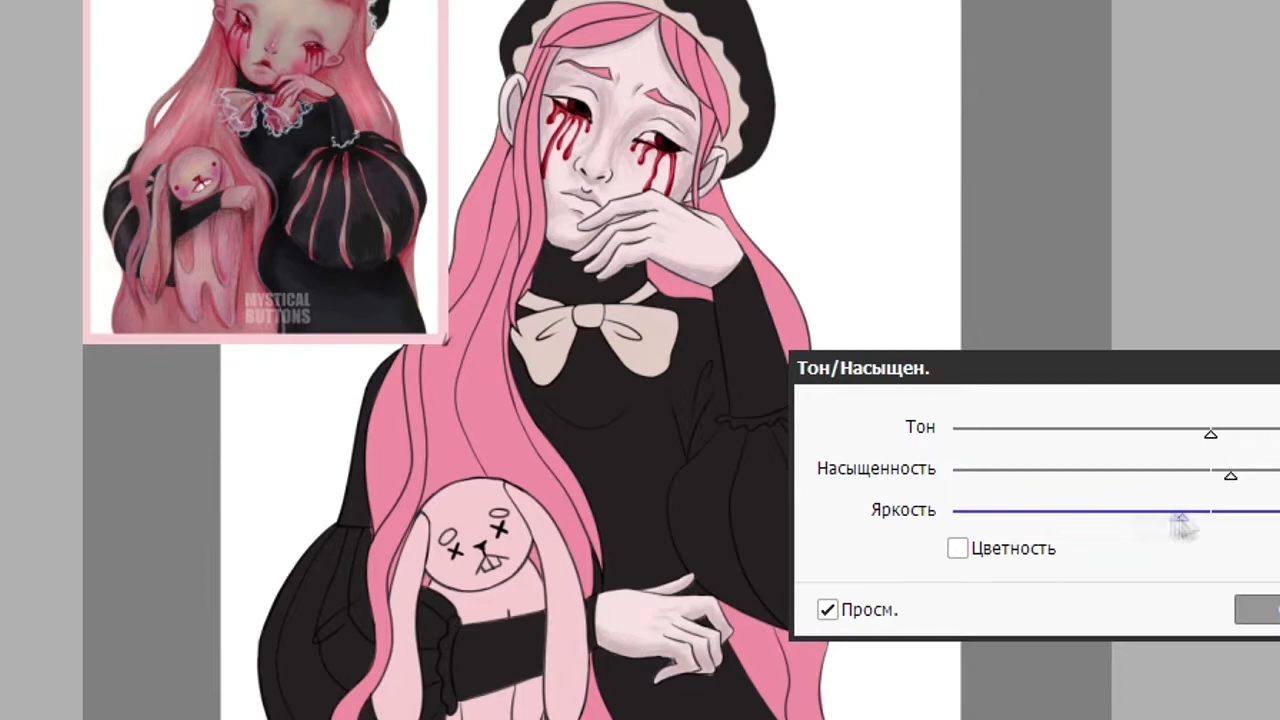 MYSTICAL
BUTTONS
Тон/Насыщен.
Тон
Насыщенность
Яркость
Цветность
Просм.